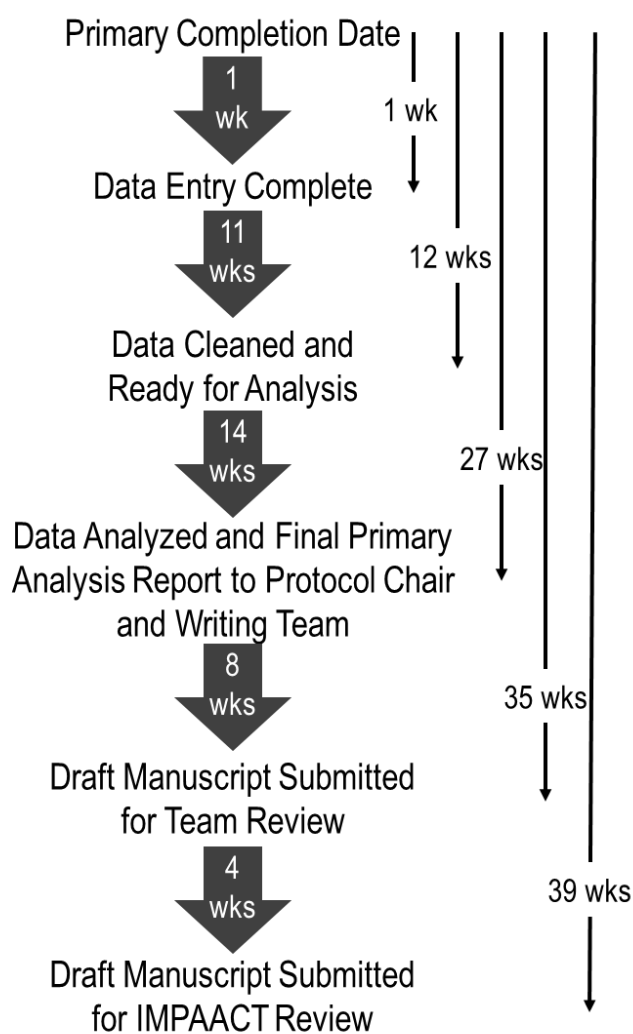 Primary Completion Date
1
wk
1 wk
Data Entry Complete
11
wks
12 wks
Data Cleaned and
Ready for Analysis
14
wks
27 wks
Data Analyzed and Final Primary
Analysis Report to Protocol Chair
and Writing Team
8
wks
35 wks
Draft Manuscript Submitted
for Team Review
4
wks
39 wks
Draft Manuscript Submitted
for IMPAACT Review